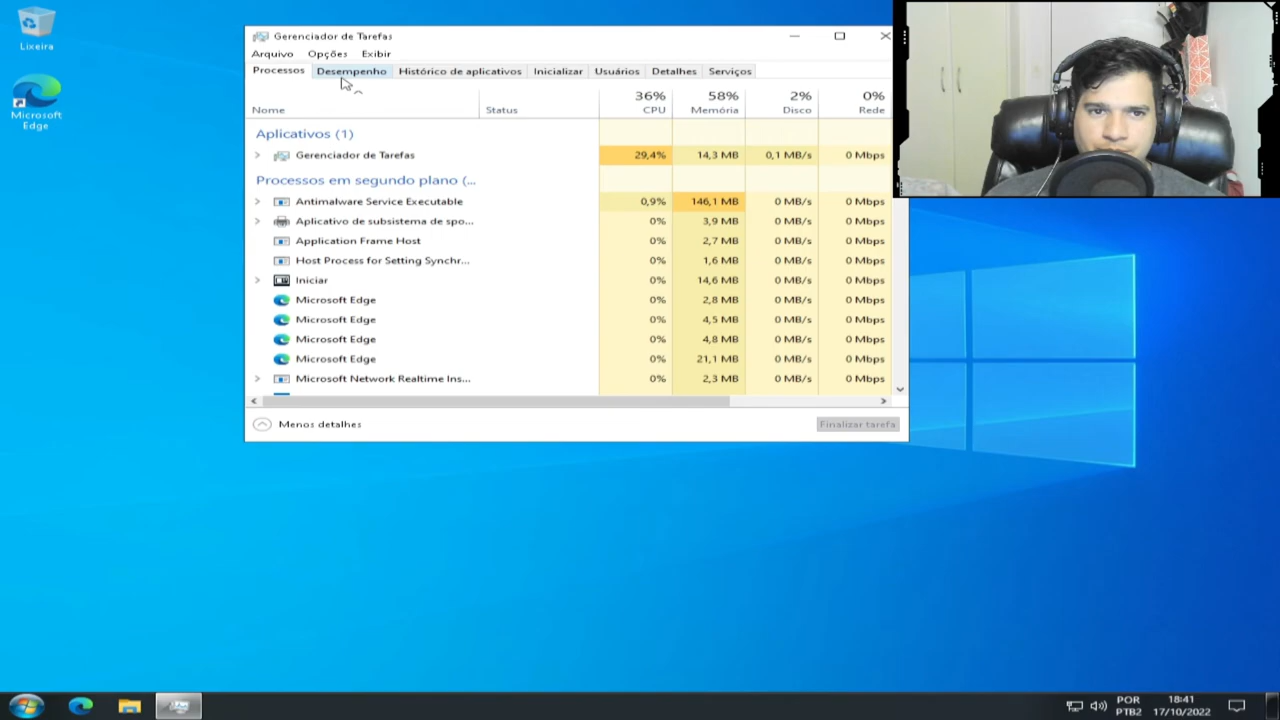 Lixeira
Microsoft
Edge
Gerenciador de Tarefas
Arquivo Opções Exibir
Processos Desempenho Histórico de aplicativos Inicializar Usuários Detalhes Serviços
36% 58% 2% 0%
Nome Status CPU Memória Disco Rede
Aplicativos (1)
Gerenciador de Tarefas 29,4% 14,3 MB 0,1 MB/s 0 Mbps
Processos em segundo plano (...
Antimalware Service Executable 0,9% 146,1 MB 0 MB/s 0 Mbps
Aplicativo de subsistema de spo... 0% 3,9 MB 0 MB/s 0 Mbps
Application Frame Host 0% 2,7 MB 0 MB/s 0 Mbps
Host Process for Setting Synchr... 0% 1,6 MB 0 MB/s 0 Mbps
Iniciar 0% 14,6 MB 0 MB/s 0 Mbps
Microsoft Edge 0% 2,8 MB 0 MB/s 0 Mbps
Microsoft Edge 0% 4,5 MB 0 MB/s 0 Mbps
Microsoft Edge 0% 4,8 MB 0 MB/s 0 Mbps
Microsoft Edge 0% 21,1 MB 0 MB/s 0 Mbps
Microsoft Network Realtime Ins... 0% 2,3 MB 0 MB/s 0 Mbps
Menos detalhes Finalizar tarefa
POR 18:41
PTB2 17/10/2022